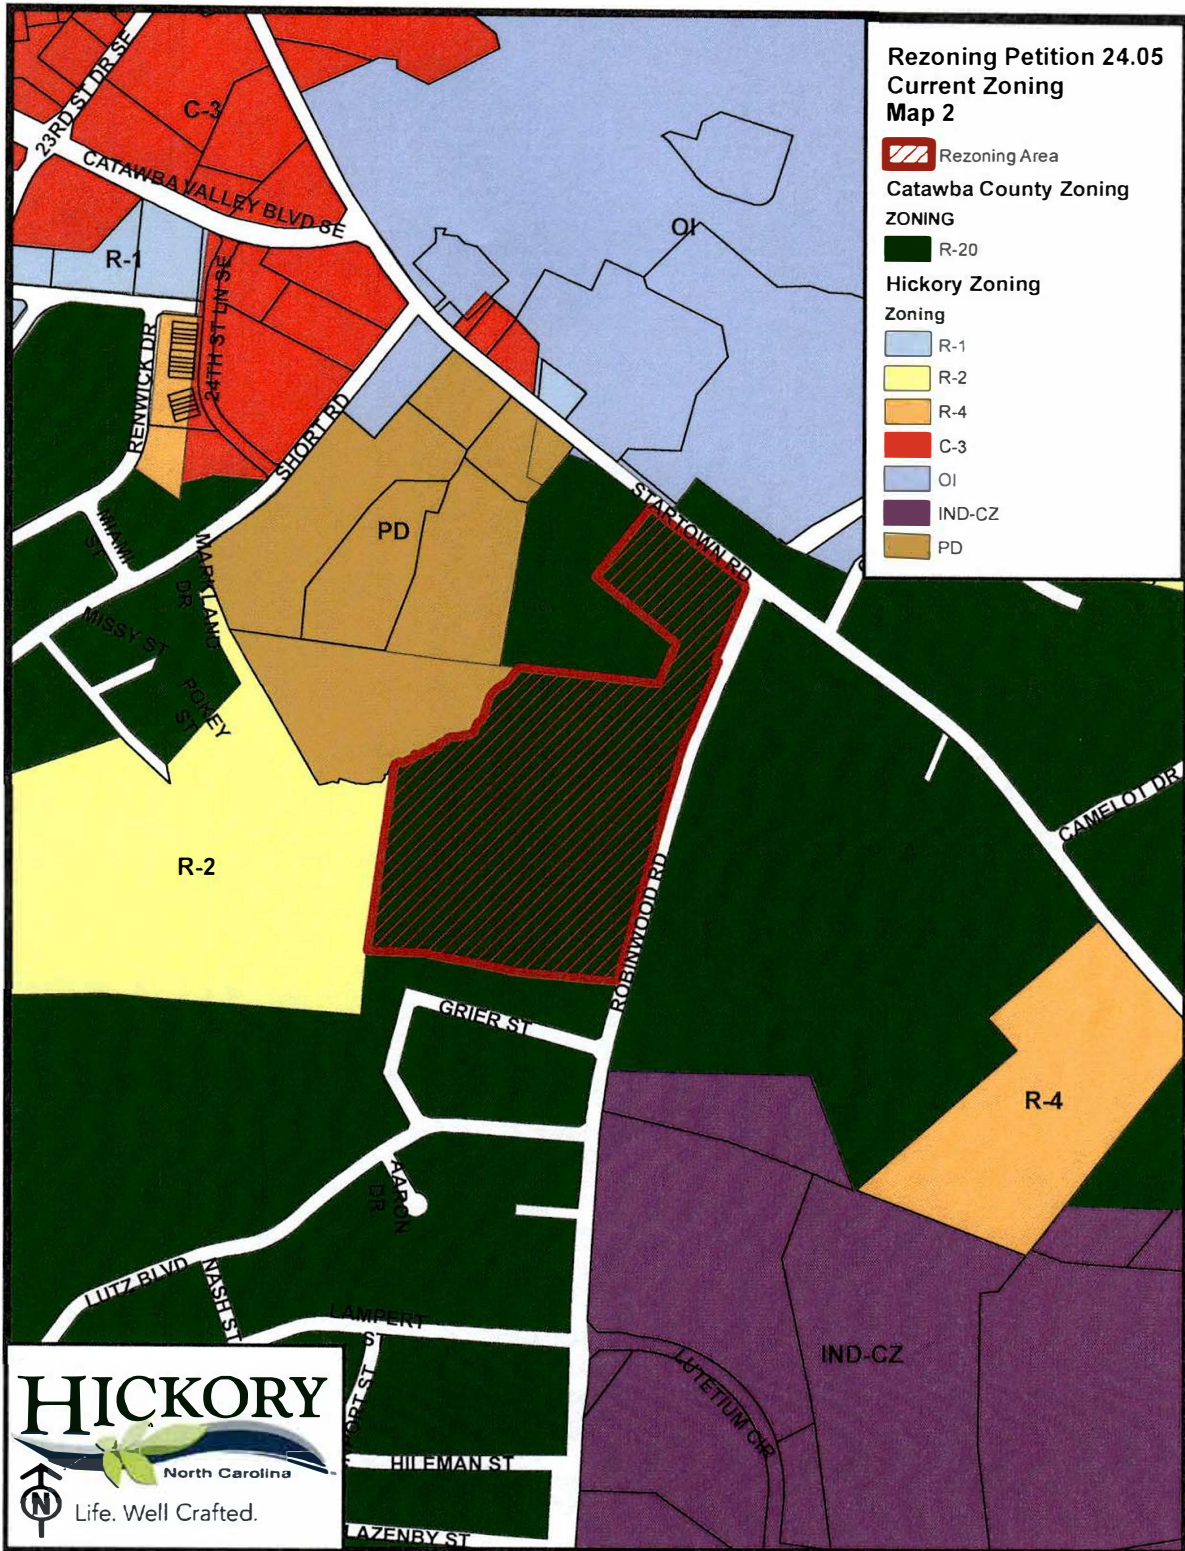 Rezoning Petition 24.05
Current Zoning
Map 2
Rezoning Area
Catawba County Zoning
ZONING
R-20
Hickory Zoning
Zoning
R-1
R-2
R-4
C-3
OI
IND-CZ
PD
23RD ST DR SE
C-3
CATAWBA VALLEY BLVD SE
R-1
OI
24TH ST LN SE
RENWICK DR
SHORT RD
STARTOWN RD
PD
MIAMI
ST
MARKLAND
DR
MISSY ST
POKEY
ST
CAMELOT DR
R-2
ROBINWOOD RD
GRIER ST
R-4
AARON
DR
LUTZ BLVD
NASH ST
LAMPERT
ST
IND-CZ
LUTETIUM CIR
HILEMAN ST
LAZENBY ST
HICKORY
North Carolina
N
Life. Well Crafted.